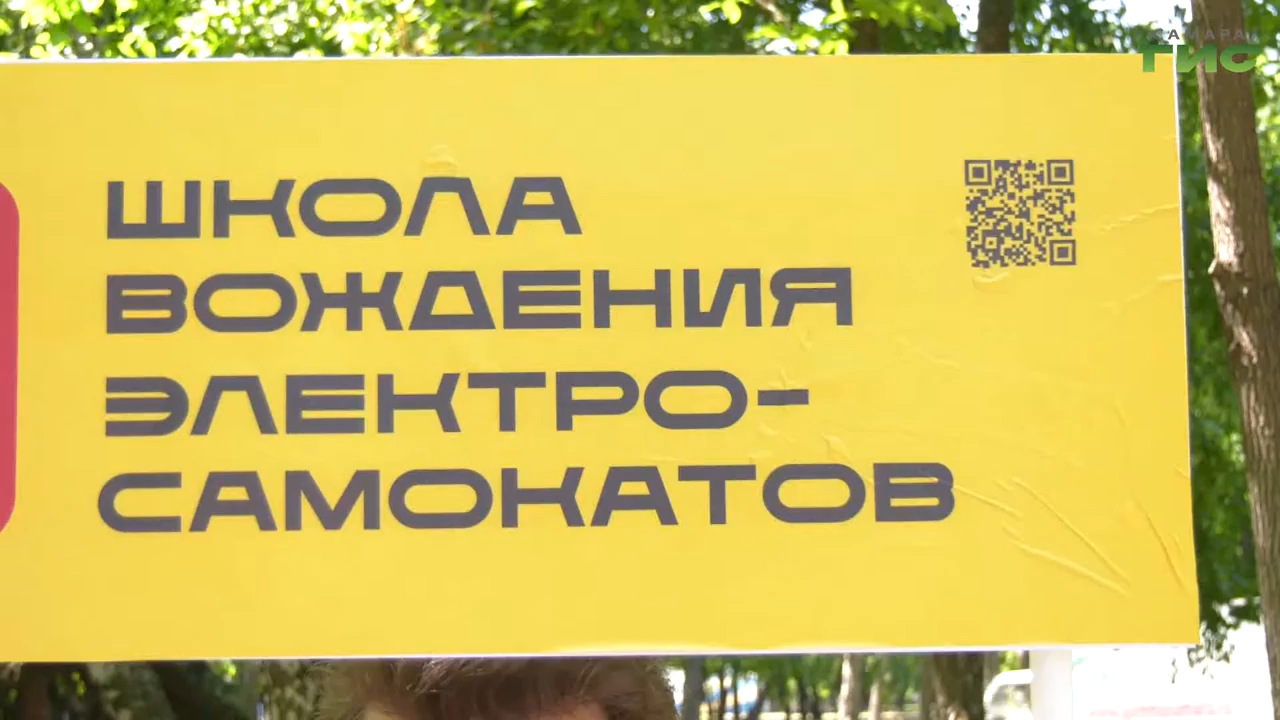 САМАРА
ГИС
ШКОЛА
ВОЖДЕНИЯ
ЭЛЕКТРО-
САМОКАТОВ